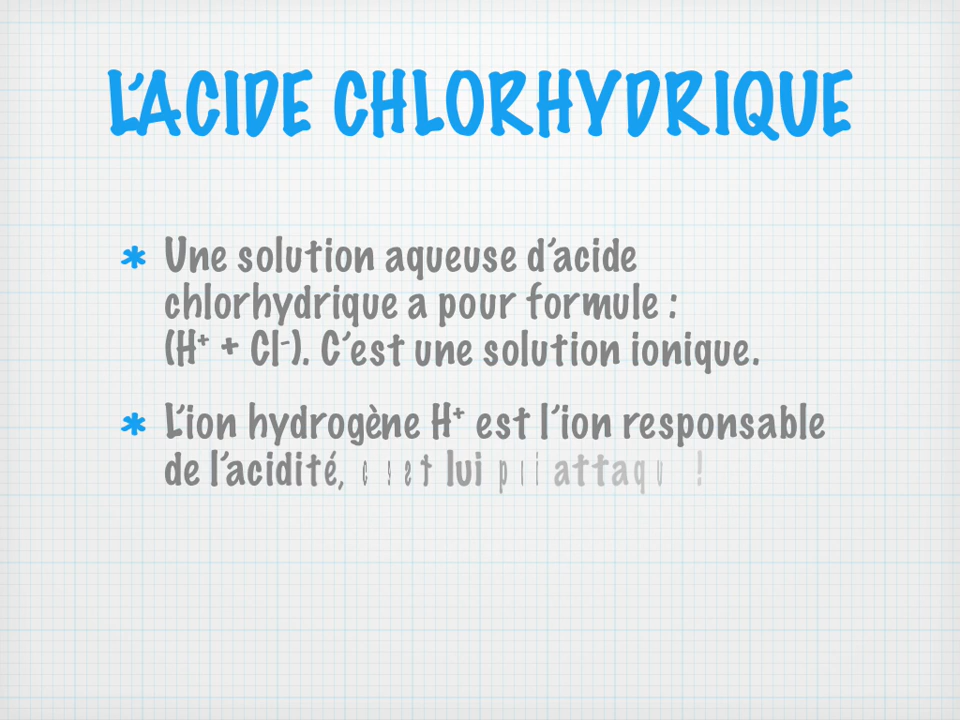 L'ACIDE CHLORHYDRIQUE
* Une solution aqueuse d'acide
chlorhydrique a pour formule :
(H⁺ + Cl⁻). C'est une solution ionique.
* L'ion hydrogène H⁺ est l'ion responsable
de l'acidité, lui !